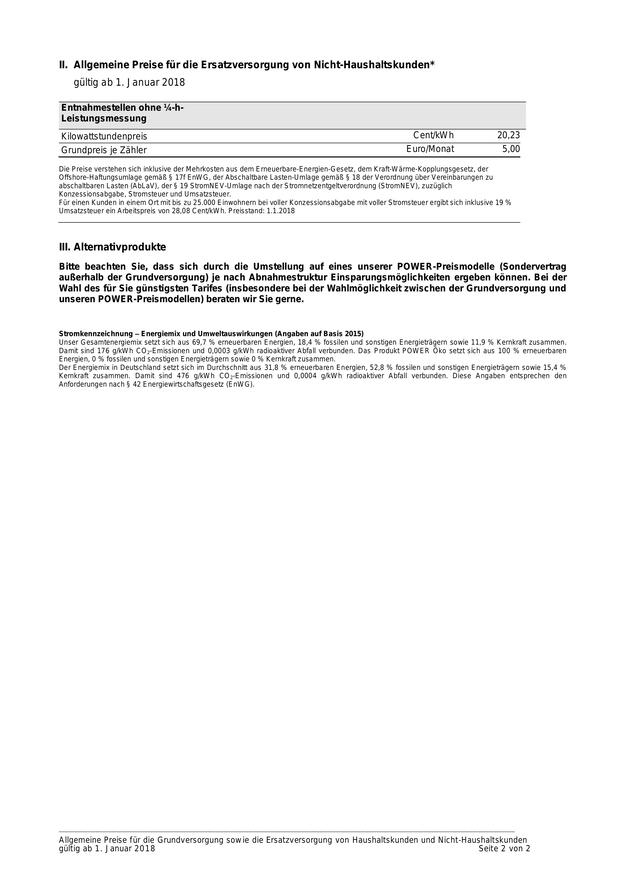 II. Allgemeine Preise für die Ersatzversorgung von Nicht-Haushaltskunden*
gültig ab 1. Januar 2018
Entnahmestellen ohne ¼-h-
Leistungsmessung
Kilowattstundenpreis Cent/kWh 20,23
Grundpreis je Zähler Euro/Monat 5,00
Die Preise verstehen sich inklusive der Mehrkosten aus dem Erneuerbare-Energien-Gesetz, dem Kraft-Wärme-Kopplungsgesetz, der
Offshore-Haftungsumlage gemäß § 17f EnWG, der Abschaltbare Lasten-Umlage gemäß § 18 der Verordnung über Vereinbarungen zu
abschaltbaren Lasten (AbLaV), der § 19 StromNEV-Umlage nach der Stromnetzentgeltverordnung (StromNEV), zuzüglich
Konzessionsabgabe, Stromsteuer und Umsatzsteuer.
Für einen Kunden in einem Ort mit bis zu 25.000 Einwohnern bei voller Konzessionsabgabe mit voller Stromsteuer ergibt sich inklusive 19 %
Umsatzsteuer ein Arbeitspreis von 28,08 Cent/kWh. Preisstand: 1.1.2018
III. Alternativprodukte
Bitte beachten Sie, dass sich durch die Umstellung auf eines unserer POWER-Preismodelle (Sondervertrag
außerhalb der Grundversorgung) je nach Abnahmestruktur Einsparungsmöglichkeiten ergeben können. Bei der
Wahl des für Sie günstigsten Tarifes (insbesondere bei der Wahlmöglichkeit zwischen der Grundversorgung und
unseren POWER-Preismodellen) beraten wir Sie gerne.
Stromkennzeichnung – Energiemix und Umweltauswirkungen (Angaben auf Basis 2015)
Unser Gesamtenergiemix setzt sich aus 69,7 % erneuerbaren Energien, 18,4 % fossilen und sonstigen Energieträgern sowie 11,9 % Kernkraft zusammen.
Damit sind 176 g/kWh CO₂-Emissionen und 0,0003 g/kWh radioaktiver Abfall verbunden. Das Produkt POWER Öko setzt sich aus 100 % erneuerbaren
Energien, 0 % fossilen und sonstigen Energieträgern sowie 0 % Kernkraft zusammen.
Der Energiemix in Deutschland setzt sich im Durchschnitt aus 31,8 % erneuerbaren Energien, 52,8 % fossilen und sonstigen Energieträgern sowie 15,4 %
Kernkraft zusammen. Damit sind 476 g/kWh CO₂-Emissionen und 0,0004 g/kWh radioaktiver Abfall verbunden. Diese Angaben entsprechen den
Anforderungen nach § 42 Energiewirtschaftsgesetz (EnWG).
Allgemeine Preise für die Grundversorgung sowie die Ersatzversorgung von Haushaltskunden und Nicht-Haushaltskunden
gültig ab 1. Januar 2018 Seite 2 von 2